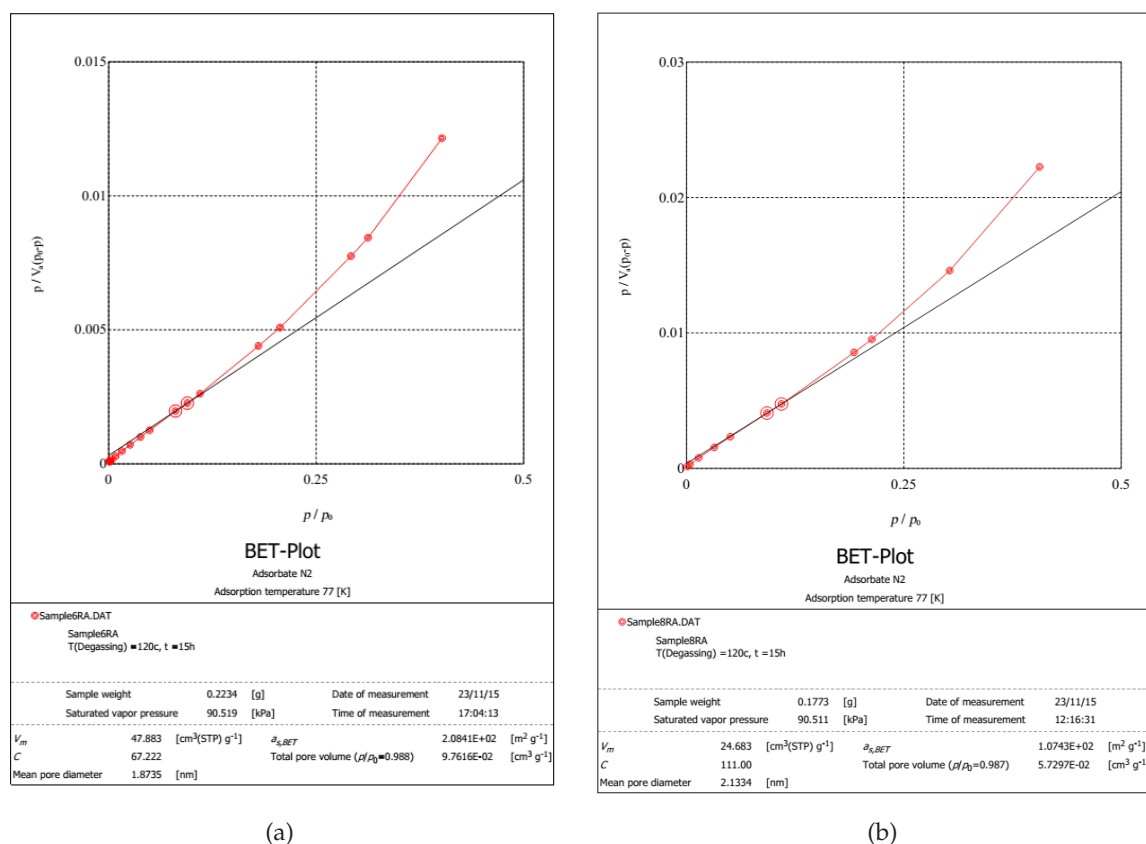 0.015
0.01
0.005
0
0
0.25
0.5
p / Vₐ(p₀-p)
p / p₀
BET-Plot
Adsorbate N2
Adsorption temperature 77 [K]
Sample6RA.DAT
Sample6RA
T(Degassing) =120c, t =15h
Sample weight 0.2234 [g] Date of measurement 23/11/15
Saturated vapor pressure 90.519 [kPa] Time of measurement 17:04:13
Vₘ 47.883 [cm³(STP) g⁻¹] aₛ,BET 2.0841E+02 [m² g⁻¹]
C 67.222 Total pore volume (p/p₀=0.988) 9.7616E-02 [cm³ g⁻¹]
Mean pore diameter 1.8735 [nm]
(a)
0.03
0.02
0.01
0
0
0.25
0.5
p / Vₐ(p₀-p)
p / p₀
BET-Plot
Adsorbate N2
Adsorption temperature 77 [K]
Sample8RA.DAT
Sample8RA
T(Degassing) =120c, t =15h
Sample weight 0.1773 [g] Date of measurement 23/11/15
Saturated vapor pressure 90.511 [kPa] Time of measurement 12:16:31
Vₘ 24.683 [cm³(STP) g⁻¹] aₛ,BET 1.0743E+02 [m² g⁻¹]
C 111.00 Total pore volume (p/p₀=0.987) 5.7297E-02 [cm³ g⁻¹]
Mean pore diameter 2.1334 [nm]
(b)